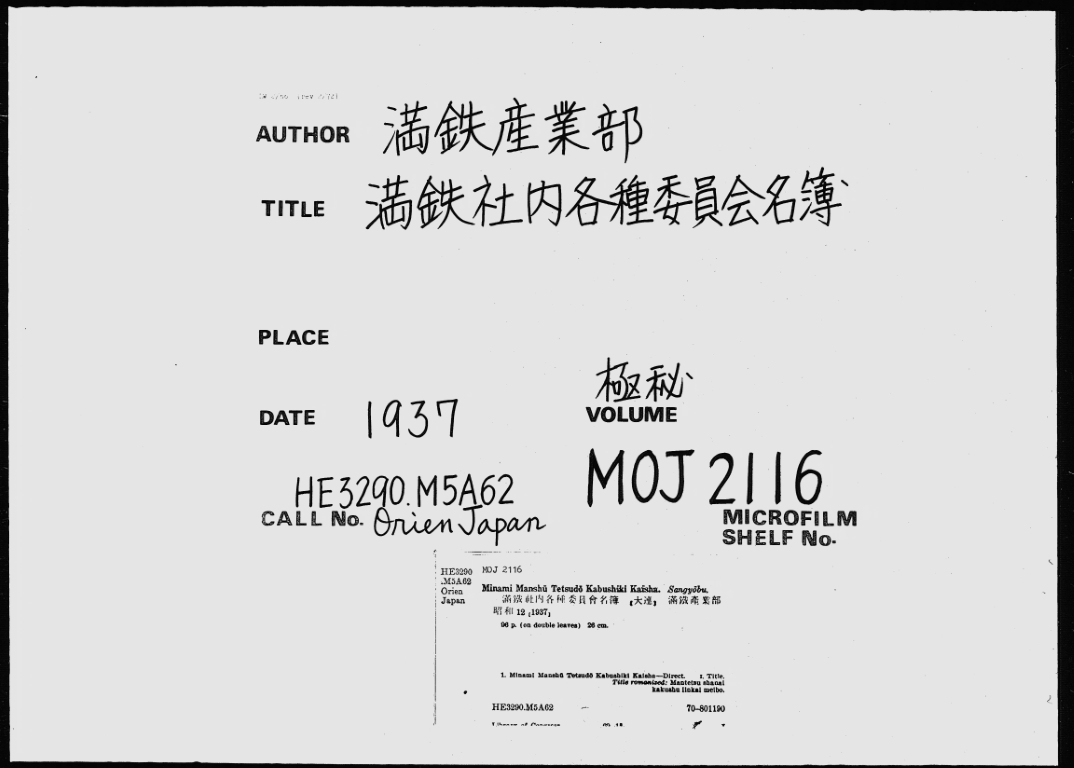 AUTHOR 満鉄産業部
TITLE 満鉄社内各種委員会名簿
PLACE
極秘
DATE 1937 VOLUME
HE3290.M5A62 MOJ 2116
CALL No. Orien Japan MICROFILM
SHELF No.
HE3290 MOJ 2116
.M5A62 Minami Manshū Tetsudō Kabushiki Kaisha. Sangyōbu.
Orien 滿鐵社内各種委員會名簿 [大連] 滿鐵產業部
Japan 昭和 12 [1937]
96 p. (on double leaves) 26 cm.
1. Minami Manshū Tetsudō Kabushiki Kaisha—Direct. I. Title.
Title romanized: Mantetsu shanai
kakushu iinkai meibo.
HE3290.M5A62 70-801190
Library of Congress